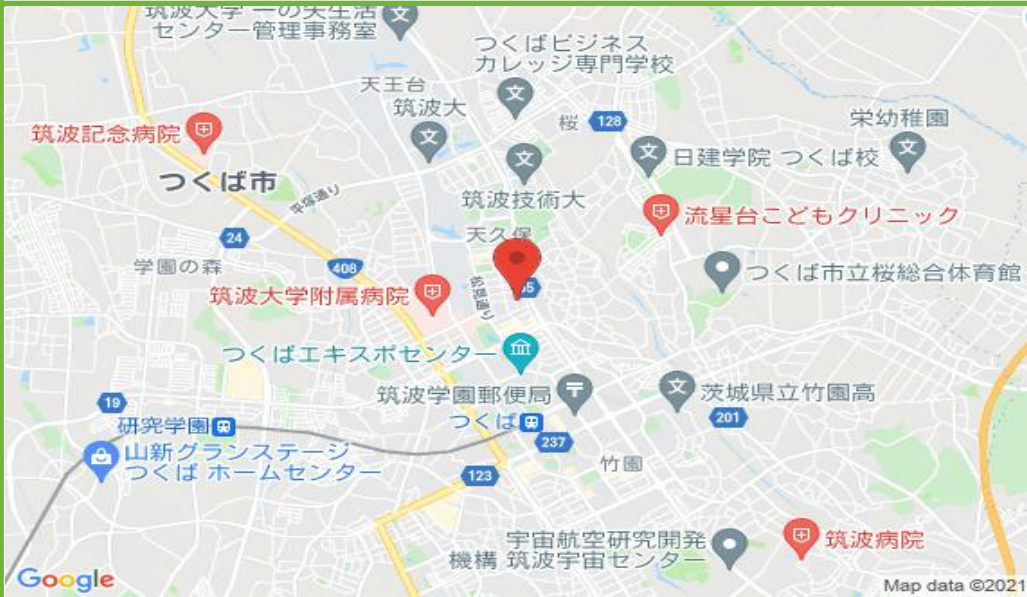 筑波大学 一の矢生活
センター管理事務室
つくばビジネス
カレッジ専門学校
天王台
筑波大
桜
128
栄幼稚園
筑波記念病院
日建学院 つくば校
つくば市
平塚通り
筑波技術大
流星台こどもクリニック
24
天久保
学園の森
408
つくば市立桜総合体育館
筑波大学附属病院
松見通り
つくばエキスポセンター
筑波学園郵便局
茨城県立竹園高
19
201
研究学園
つくば
237
山新グランステージ
つくば ホームセンター
竹園
123
宇宙航空研究開発
機構 筑波宇宙センター
筑波病院
Google
Map data ©2021